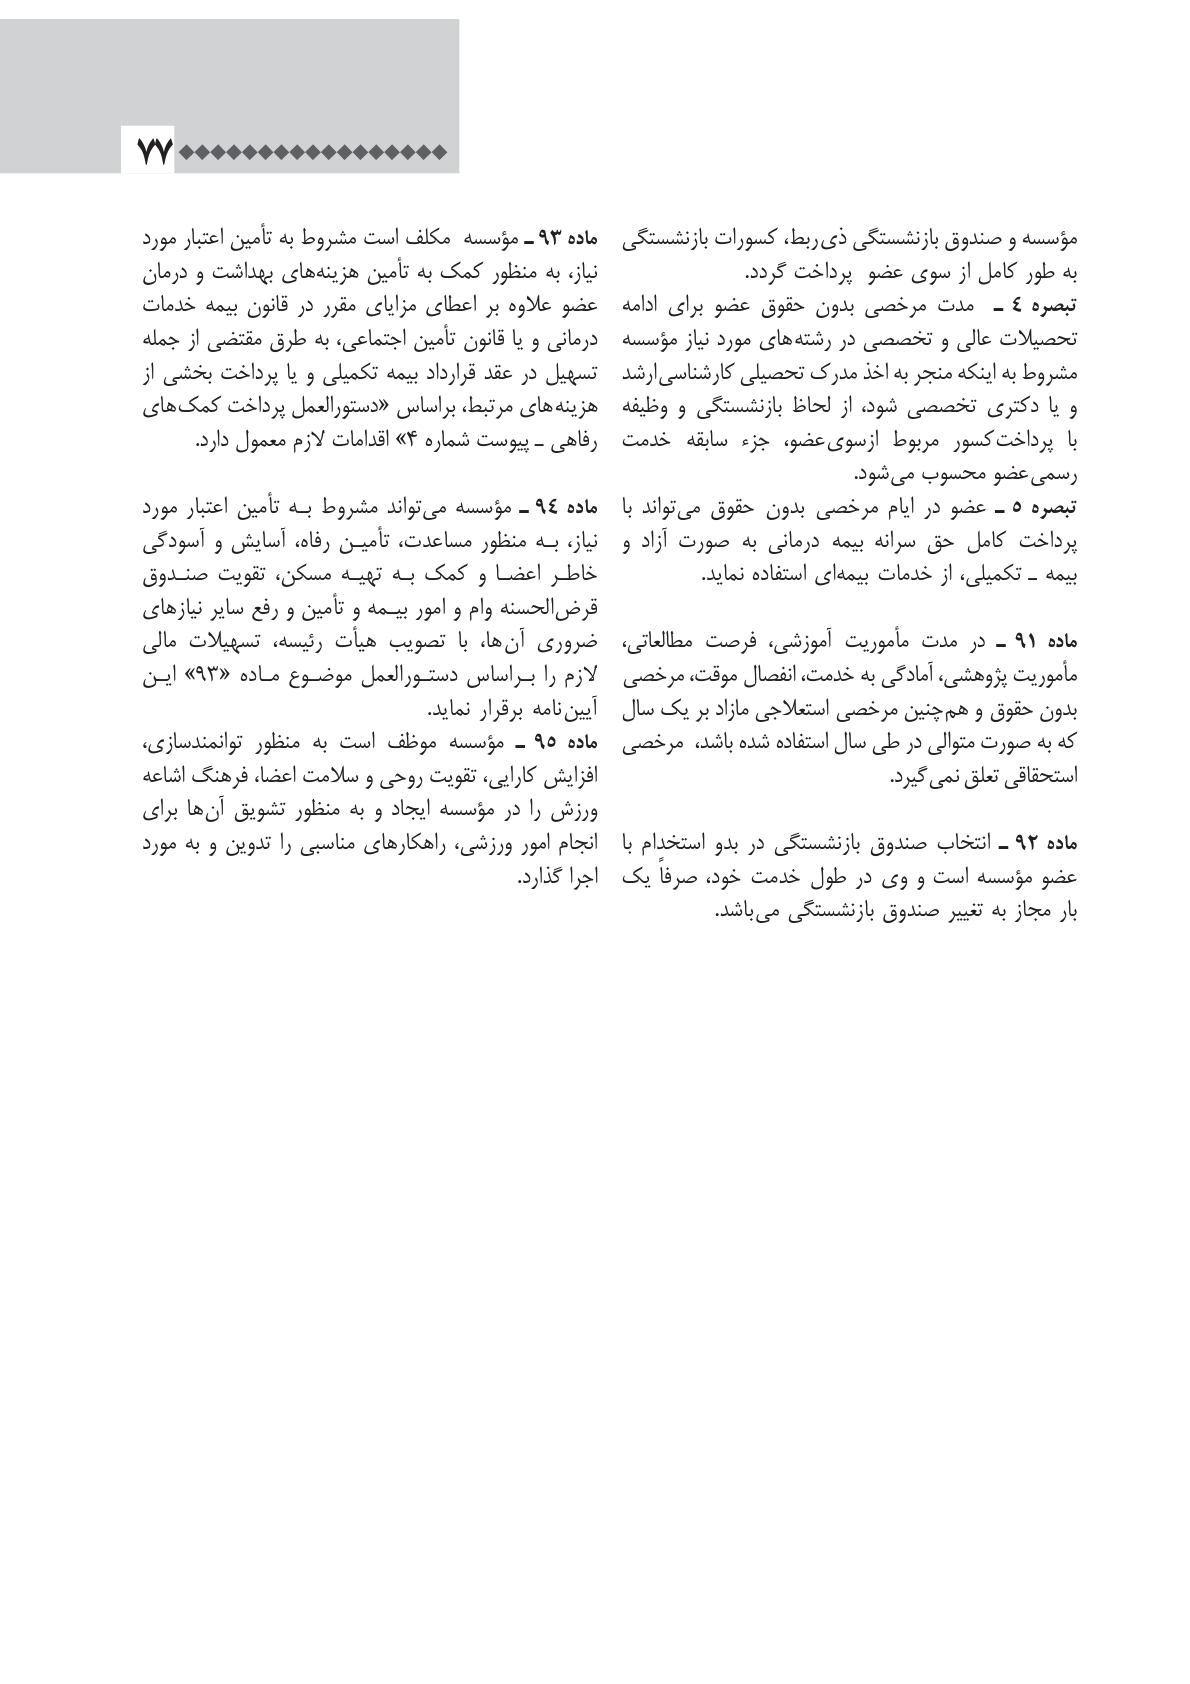 ۷۷
مؤسسه و صندوق بازنشستگی ذی‌ربط، کسورات بازنشستگی
به طور کامل از سوی عضو پرداخت گردد.
تبصره ٤ ـ مدت مرخصی بدون حقوق عضو برای ادامه
تحصیلات عالی و تخصصی در رشته‌های مورد نیاز مؤسسه
مشروط به اینکه منجر به اخذ مدرک تحصیلی کارشناسی‌ارشد
و یا دکتری تخصصی شود، از لحاظ بازنشستگی و وظیفه
با پرداخت‌کسور مربوط ازسوی‌عضو، جزء سابقه خدمت
رسمی‌عضو محسوب می‌شود.
تبصره ٥ ـ عضو در ایام مرخصی بدون حقوق می‌تواند با
پرداخت کامل حق سرانه بیمه درمانی به صورت آزاد و
بیمه ـ تکمیلی، از خدمات بیمه‌ای استفاده نماید.
ماده ۹۱ ـ در مدت مأموریت آموزشی، فرصت مطالعاتی،
مأموریت پژوهشی، آمادگی به خدمت، انفصال موقت، مرخصی
بدون حقوق و هم‌چنین مرخصی استعلاجی مازاد بر یک سال
که به صورت متوالی در طی سال استفاده شده باشد، مرخصی
استحقاقی تعلق نمی‌گیرد.
ماده ۹۲ ـ انتخاب صندوق بازنشستگی در بدو استخدام با
عضو مؤسسه است و وی در طول خدمت خود، صرفاً یک
بار مجاز به تغییر صندوق بازنشستگی می‌باشد.
ماده ۹۳ ـ مؤسسه مکلف است مشروط به تأمین اعتبار مورد
نیاز، به منظور کمک به تأمین هزینه‌های بهداشت و درمان
عضو علاوه بر اعطای مزایای مقرر در قانون بیمه خدمات
درمانی و یا قانون تأمین اجتماعی، به طرق مقتضی از جمله
تسهیل در عقد قرارداد بیمه تکمیلی و یا پرداخت بخشی از
هزینه‌های مرتبط، براساس «دستورالعمل پرداخت کمک‌های
رفاهی ـ پیوست شماره ۴» اقدامات لازم معمول دارد.
ماده ۹٤ ـ مؤسسه می‌تواند مشروط بـه تأمین اعتبار مورد
نیاز، بـه منظور مساعدت، تأمیـن رفاه، آسایش و آسودگی
خاطـر اعضـا و کمک بـه تهیـه مسکن، تقویت صنـدوق
قرض‌الحسنه وام و امور بیـمه و تأمین و رفع سایر نیازهای
ضروری آن‌ها، با تصویب هیأت رئیسه، تسهیلات مالی
لازم را بـراساس دستـورالعمل موضـوع مـاده «۹۳» ایـن
آیین‌نامه برقرار نماید.
ماده ۹٥ ـ مؤسسه موظف است به منظور توانمندسازی،
افزایش کارایی، تقویت روحی و سلامت اعضا، فرهنگ اشاعه
ورزش را در مؤسسه ایجاد و به منظور تشویق آن‌ها برای
انجام امور ورزشی، راهکارهای مناسبی را تدوین و به مورد
اجرا گذارد.